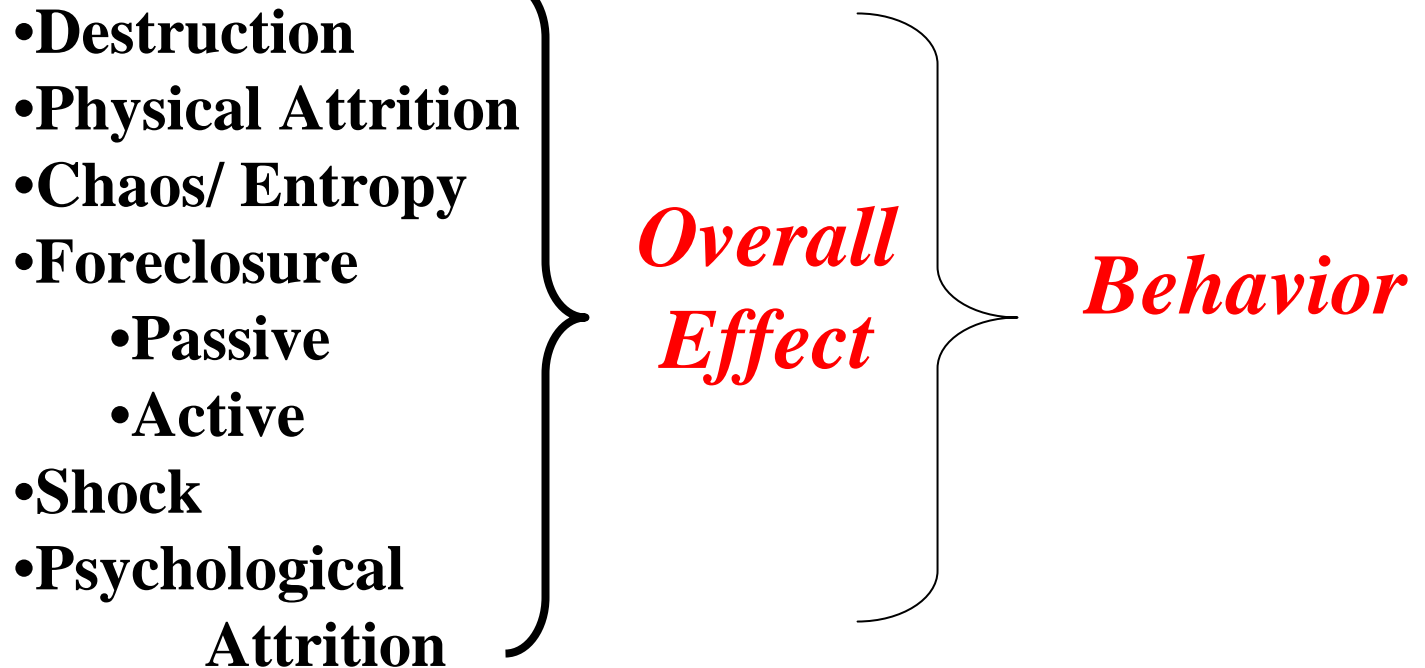 •Destruction
•Physical Attrition
•Chaos/ Entropy
•Foreclosure
•Passive
•Active
•Shock
•Psychological
Attrition
Overall
Effect
Behavior